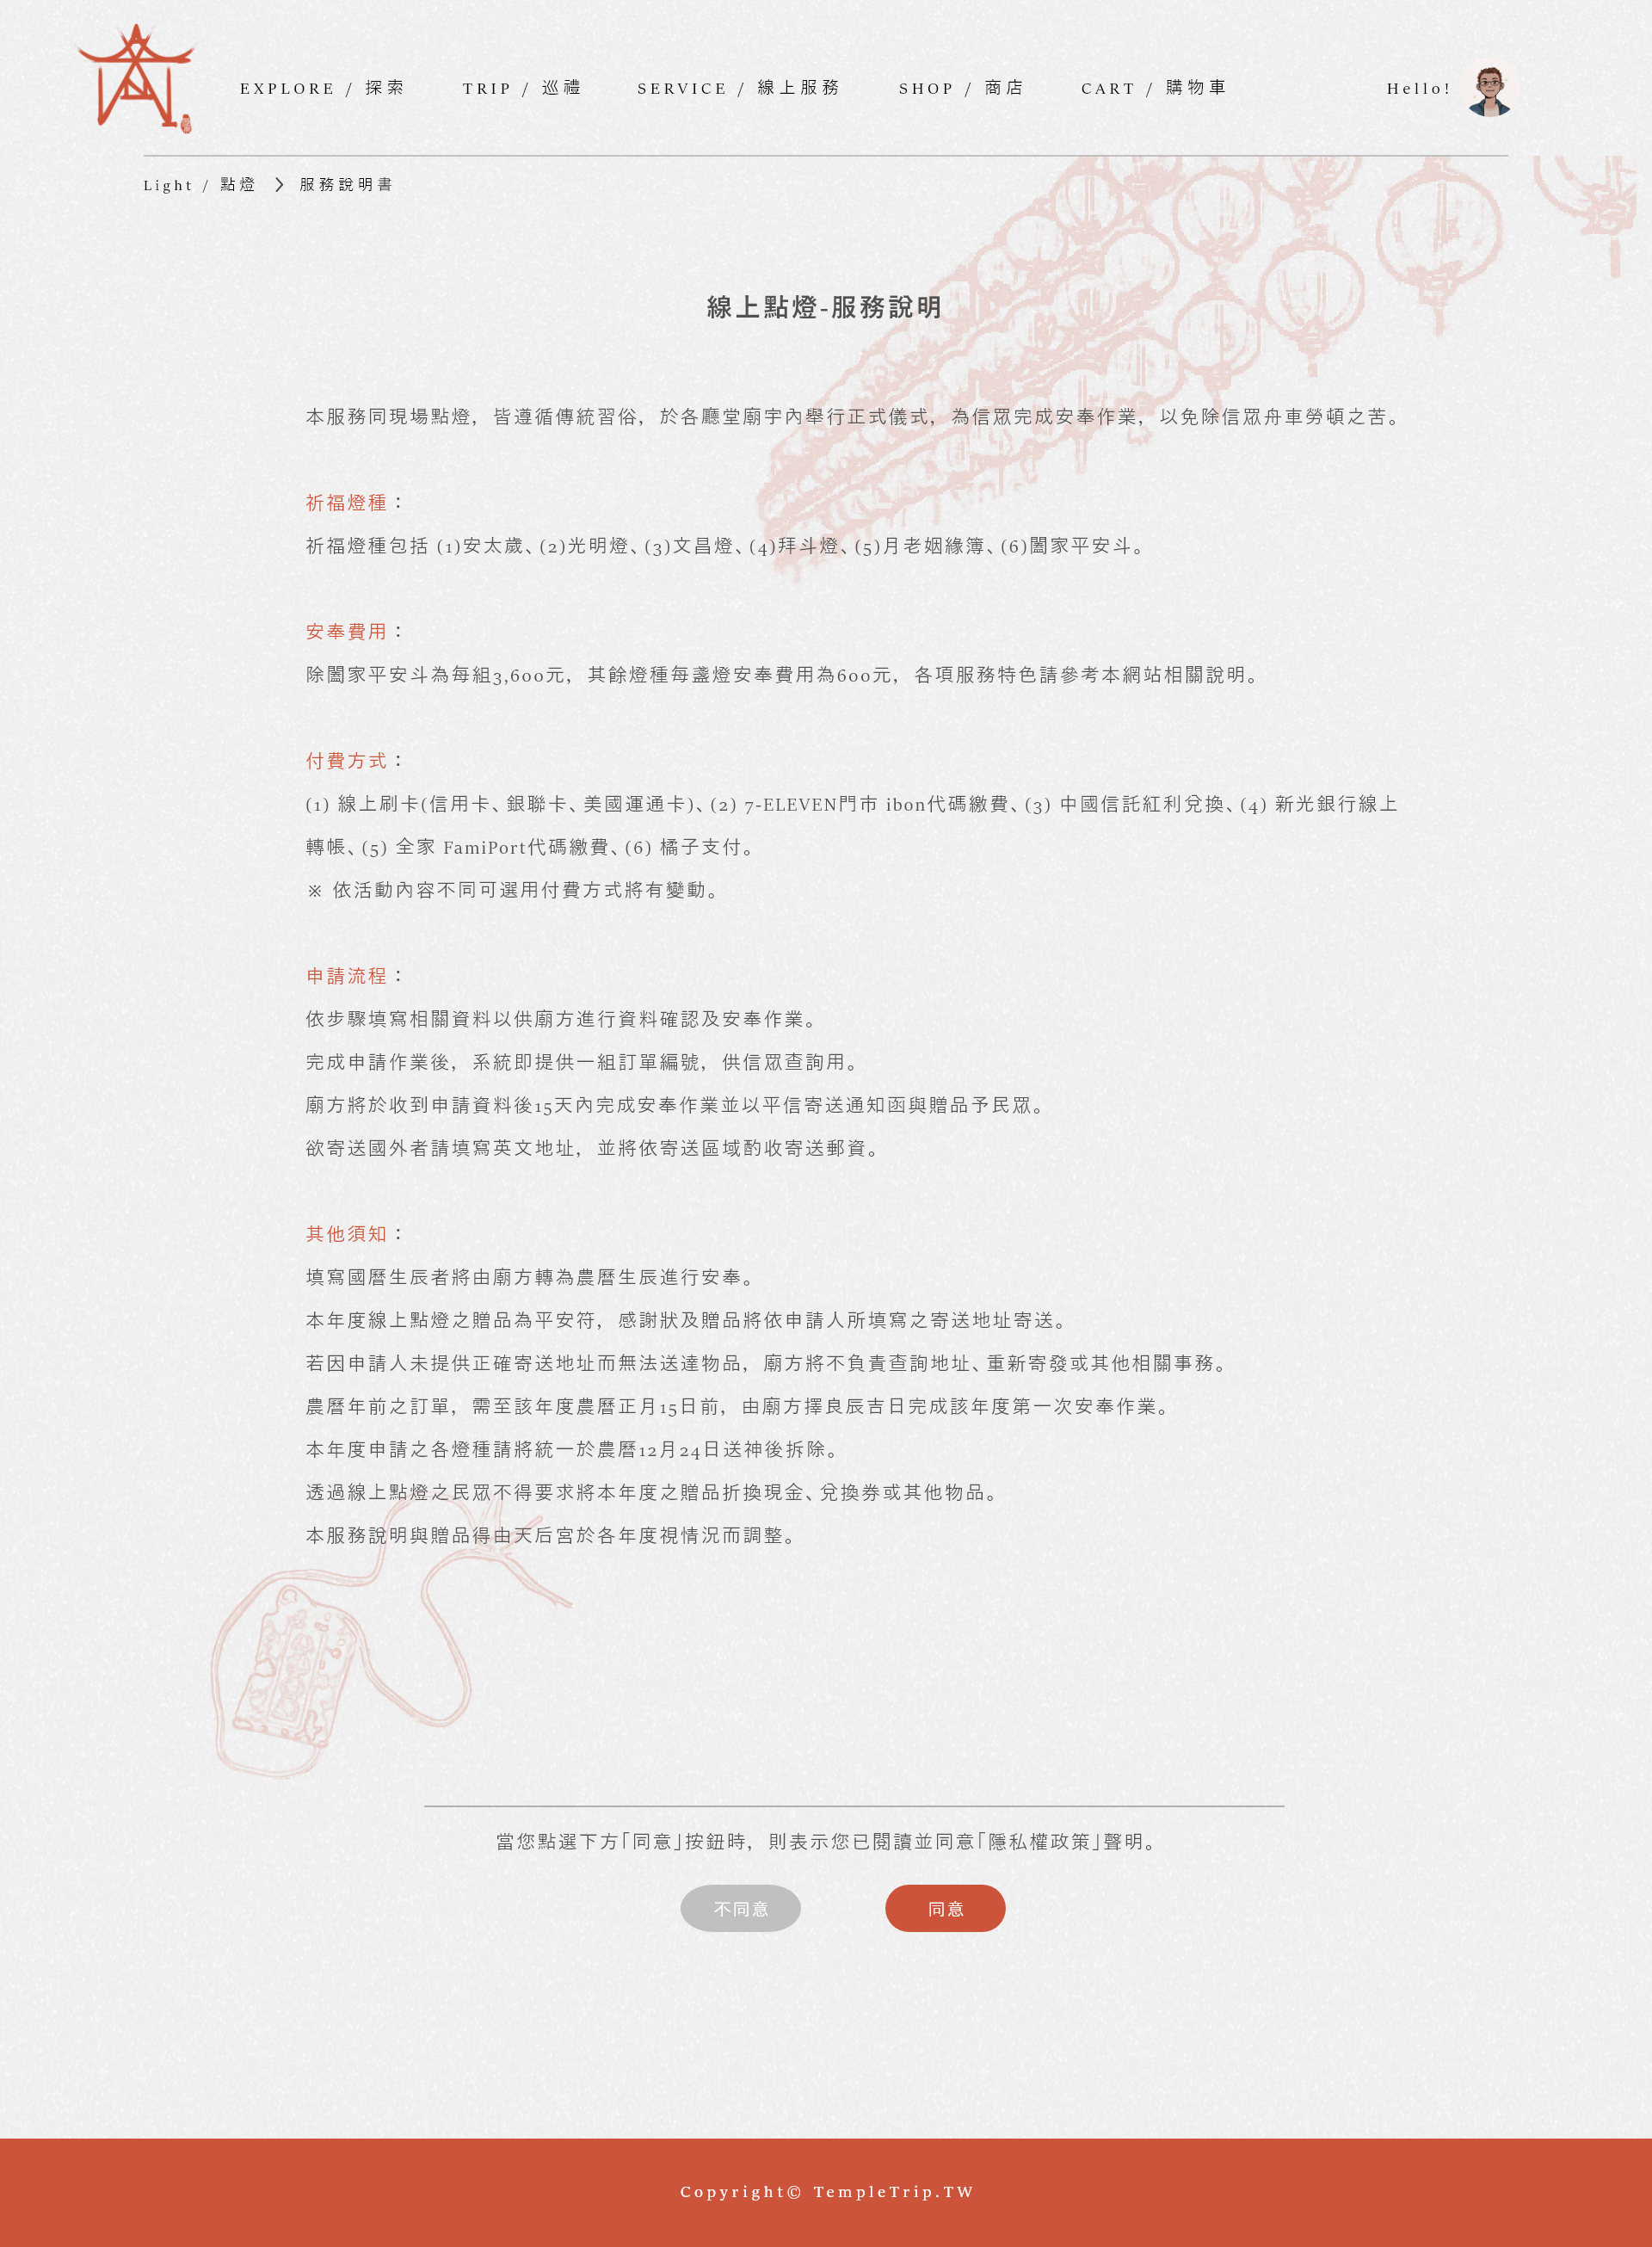 EXPLORE / 探索
TRIP / 巡禮
SERVICE / 線上服務
SHOP / 商店
CART / 購物車
Hello!
Light / 點燈 > 服務說明書
線上點燈-服務說明
本服務同現場點燈，皆遵循傳統習俗，於各廳堂廟宇內舉行正式儀式，為信眾完成安奉作業，以免除信眾舟車勞頓之苦。
祈福燈種：
祈福燈種包括 (1)安太歲、(2)光明燈、(3)文昌燈、(4)拜斗燈、(5)月老姻緣簿、(6)闔家平安斗。
安奉費用：
除闔家平安斗為每組3,600元，其餘燈種每盞燈安奉費用為600元，各項服務特色請參考本網站相關說明。
付費方式：
(1) 線上刷卡(信用卡、銀聯卡、美國運通卡)、(2) 7-ELEVEN門市 ibon代碼繳費、(3) 中國信託紅利兌換、(4) 新光銀行線上
轉帳、(5) 全家 FamiPort代碼繳費、(6) 橘子支付。
※ 依活動內容不同可選用付費方式將有變動。
申請流程：
依步驟填寫相關資料以供廟方進行資料確認及安奉作業。
完成申請作業後，系統即提供一組訂單編號，供信眾查詢用。
廟方將於收到申請資料後15天內完成安奉作業並以平信寄送通知函與贈品予民眾。
欲寄送國外者請填寫英文地址，並將依寄送區域酌收寄送郵資。
其他須知：
填寫國曆生辰者將由廟方轉為農曆生辰進行安奉。
本年度線上點燈之贈品為平安符，感謝狀及贈品將依申請人所填寫之寄送地址寄送。
若因申請人未提供正確寄送地址而無法送達物品，廟方將不負責查詢地址、重新寄發或其他相關事務。
農曆年前之訂單，需至該年度農曆正月15日前，由廟方擇良辰吉日完成該年度第一次安奉作業。
本年度申請之各燈種請將統一於農曆12月24日送神後拆除。
透過線上點燈之民眾不得要求將本年度之贈品折換現金、兌換券或其他物品。
本服務說明與贈品得由天后宮於各年度視情況而調整。
當您點選下方「同意」按鈕時，則表示您已閱讀並同意「隱私權政策」聲明。
不同意
同意
Copyright© TempleTrip.TW